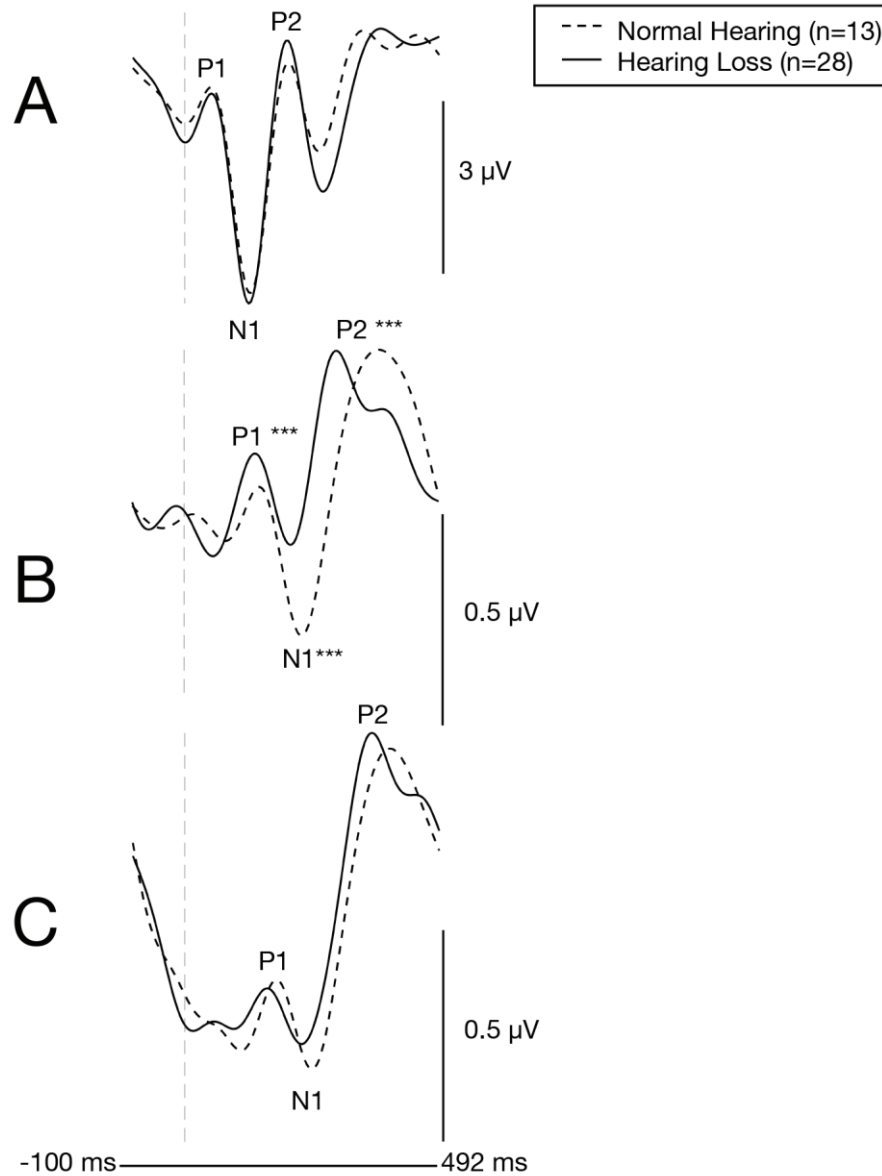 Normal Hearing (n=13)
Hearing Loss (n=28)
A
P1
P2
N1
3 µV
B
P1 ***
P2 ***
N1***
0.5 µV
C
P1
P2
N1
0.5 µV
-100 ms
492 ms